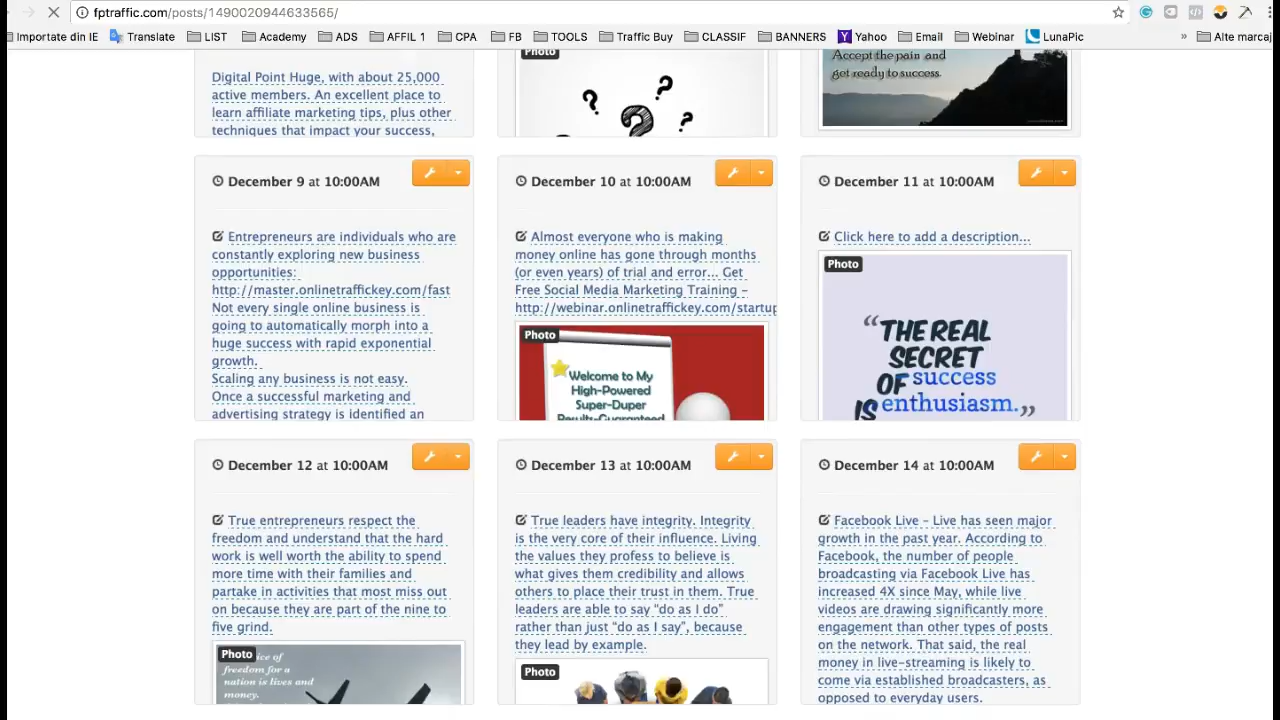 fptraffic.com/posts/1490020944633565/
Importate din IE Translate LIST Academy ADS AFFIL 1 CPA FB TOOLS Traffic Buy CLASSIF BANNERS Yahoo Email Webinar LunaPic » Alte marcaj
Digital Point Huge, with about 25,000
active members. An excellent place to
learn affiliate marketing tips, plus other
techniques that impact your success,
Photo
? ? ? ?
Accept the pain and
get ready to success.
December 9 at 10:00AM
Entrepreneurs are individuals who are
constantly exploring new business
opportunities:
http://master.onlinetraffickey.com/fast
Not every single online business is
going to automatically morph into a
huge success with rapid exponential
growth.
Scaling any business is not easy.
Once a successful marketing and
advertising strategy is identified an
December 10 at 10:00AM
Almost everyone who is making
money online has gone through months
(or even years) of trial and error... Get
Free Social Media Marketing Training –
http://webinar.onlinetraffickey.com/startup
Photo
Welcome to My
High-Powered
Super-Duper
Results-Guaranteed
December 11 at 10:00AM
Click here to add a description...
Photo
“THE REAL
SECRET
OF success
IS enthusiasm.”
December 12 at 10:00AM
True entrepreneurs respect the
freedom and understand that the hard
work is well worth the ability to spend
more time with their families and
partake in activities that most miss out
on because they are part of the nine to
five grind.
Photo
ice of
freedom for a
nation is lives and
money.
December 13 at 10:00AM
True leaders have integrity. Integrity
is the very core of their influence. Living
the values they profess to believe is
what gives them credibility and allows
others to place their trust in them. True
leaders are able to say “do as I do”
rather than just “do as I say”, because
they lead by example.
Photo
December 14 at 10:00AM
Facebook Live – Live has seen major
growth in the past year. According to
Facebook, the number of people
broadcasting via Facebook Live has
increased 4X since May, while live
videos are drawing significantly more
engagement than other types of posts
on the network. That said, the real
money in live-streaming is likely to
come via established broadcasters, as
opposed to everyday users.